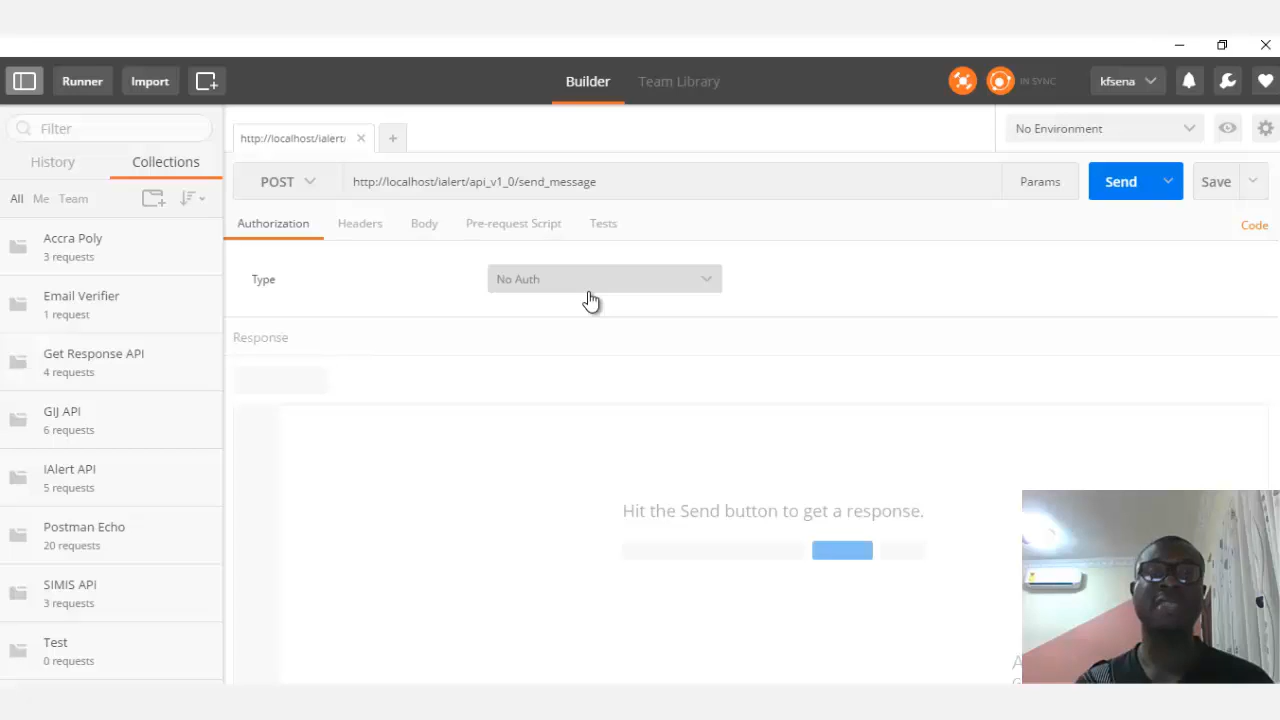 Runner
Import
Builder
Team Library
IN SYNC
kfsena
Filter
History
Collections
All
Me
Team
Accra Poly
3 requests
Email Verifier
1 request
Get Response API
4 requests
GIJ API
6 requests
IAlert API
5 requests
Postman Echo
20 requests
SIMIS API
3 requests
Test
0 requests
http://localhost/ialert/
No Environment
POST
http://localhost/ialert/api_v1_0/send_message
Params
Send
Save
Authorization
Headers
Body
Pre-request Script
Tests
Code
Type
No Auth
Response
Hit the Send button to get a response.